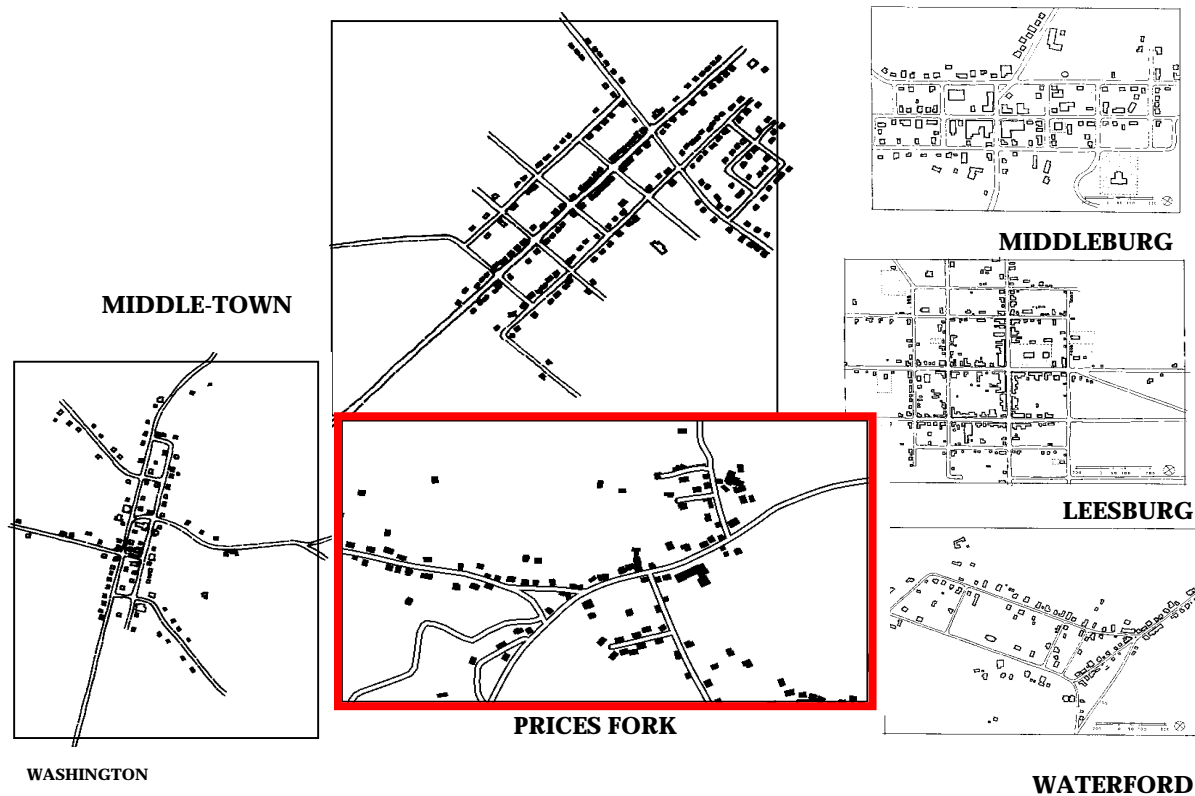 MIDDLEBURG
MIDDLE-TOWN
LEESBURG
PRICES FORK
WASHINGTON
WATERFORD